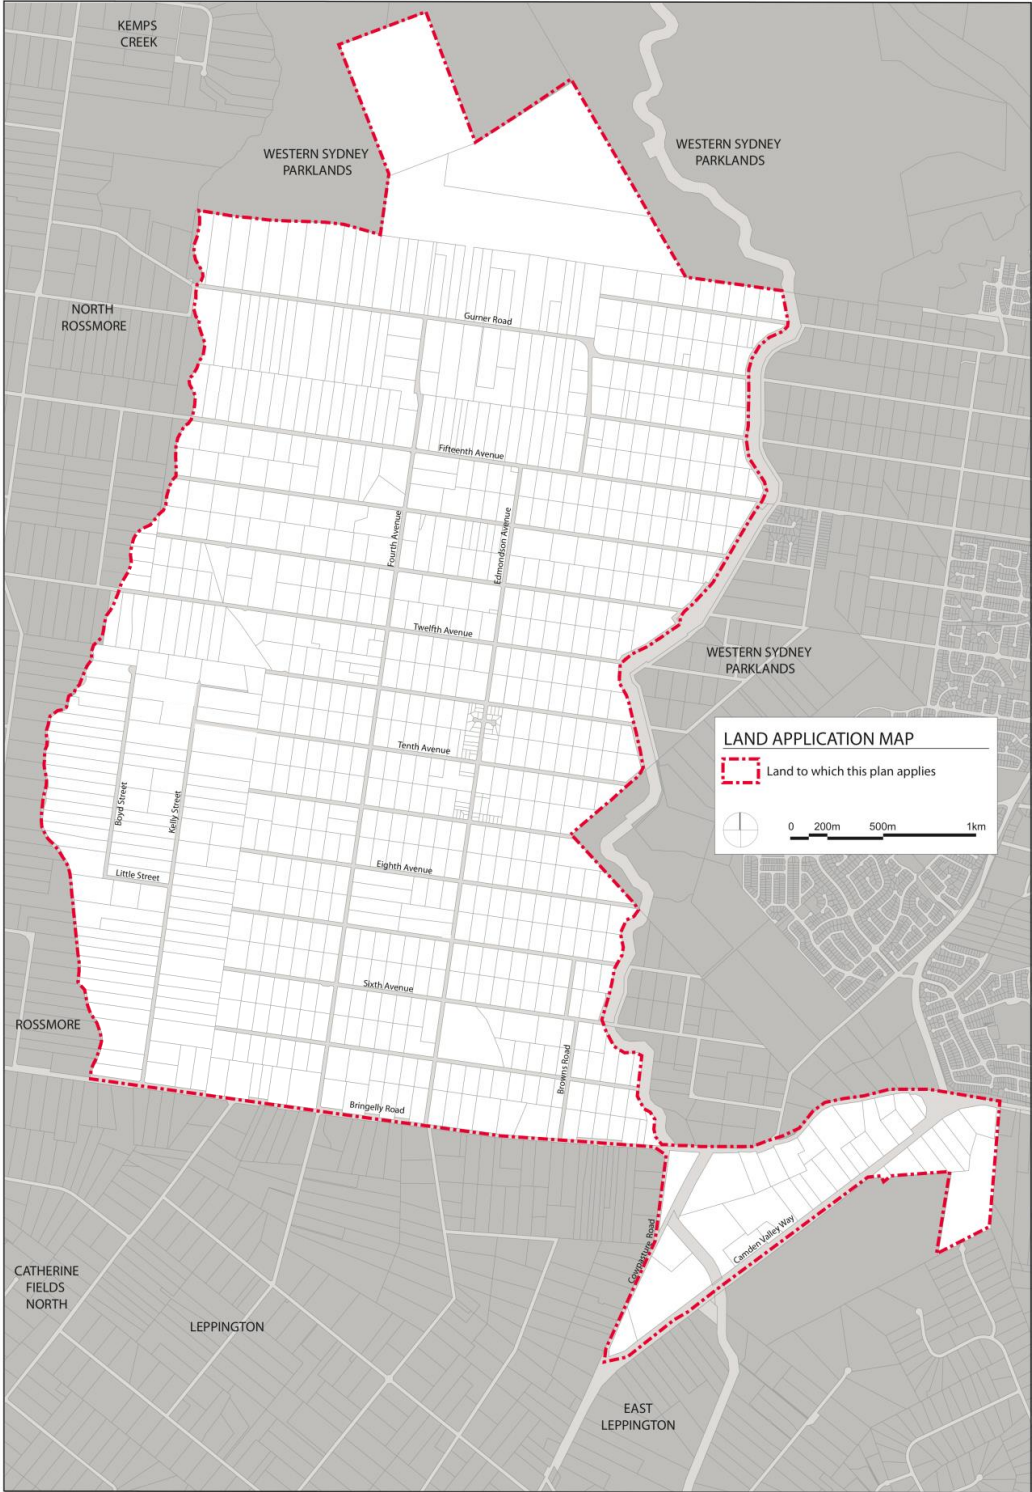 KEMPS
CREEK
WESTERN SYDNEY
PARKLANDS
WESTERN SYDNEY
PARKLANDS
NORTH
ROSSMORE
Gurner Road
Fifteenth Avenue
Fourth Avenue
Edmondson Avenue
Twelfth Avenue
WESTERN SYDNEY
PARKLANDS
LAND APPLICATION MAP
Land to which this plan applies
0 200m 500m 1km
Tenth Avenue
Boyd Street
Kelly Street
Eighth Avenue
Little Street
Sixth Avenue
ROSSMORE
Browns Road
Bringelly Road
Cowpasture Road
Camden Valley Way
CATHERINE
FIELDS
NORTH
LEPPINGTON
EAST
LEPPINGTON